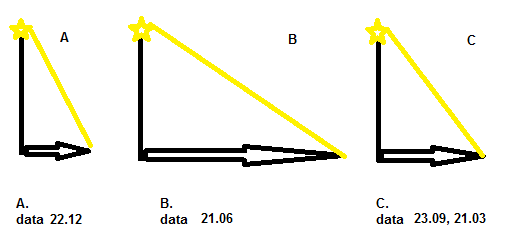 A
B
C
A.
data 22.12
B.
data 21.06
C.
data 23.09, 21.03